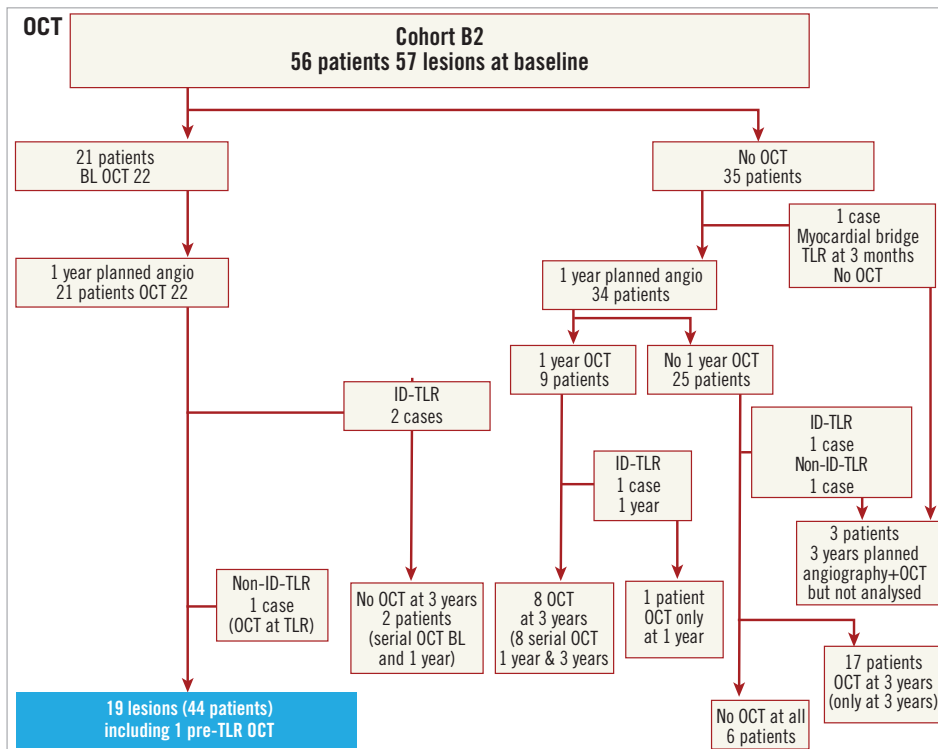 OCT
Cohort B2
56 patients 57 lesions at baseline
21 patients
BL OCT 22
No OCT
35 patients
1 case
Myocardial bridge
TLR at 3 months
No OCT
1 year planned angio
21 patients OCT 22
1 year planned angio
34 patients
1 year OCT
9 patients
No 1 year OCT
25 patients
ID-TLR
2 cases
ID-TLR
1 case
Non-ID-TLR
1 case
ID-TLR
1 case
1 year
3 patients
3 years planned
angiography+OCT
but not analysed
Non-ID-TLR
1 case
(OCT at TLR)
No OCT at 3 years
2 patients
(serial OCT BL
and 1 year)
8 OCT
at 3 years
(8 serial OCT
1 year & 3 years
1 patient
OCT only
at 1 year
17 patients
OCT at 3 years
(only at 3 years)
19 lesions (44 patients)
including 1 pre-TLR OCT
No OCT at all
6 patients